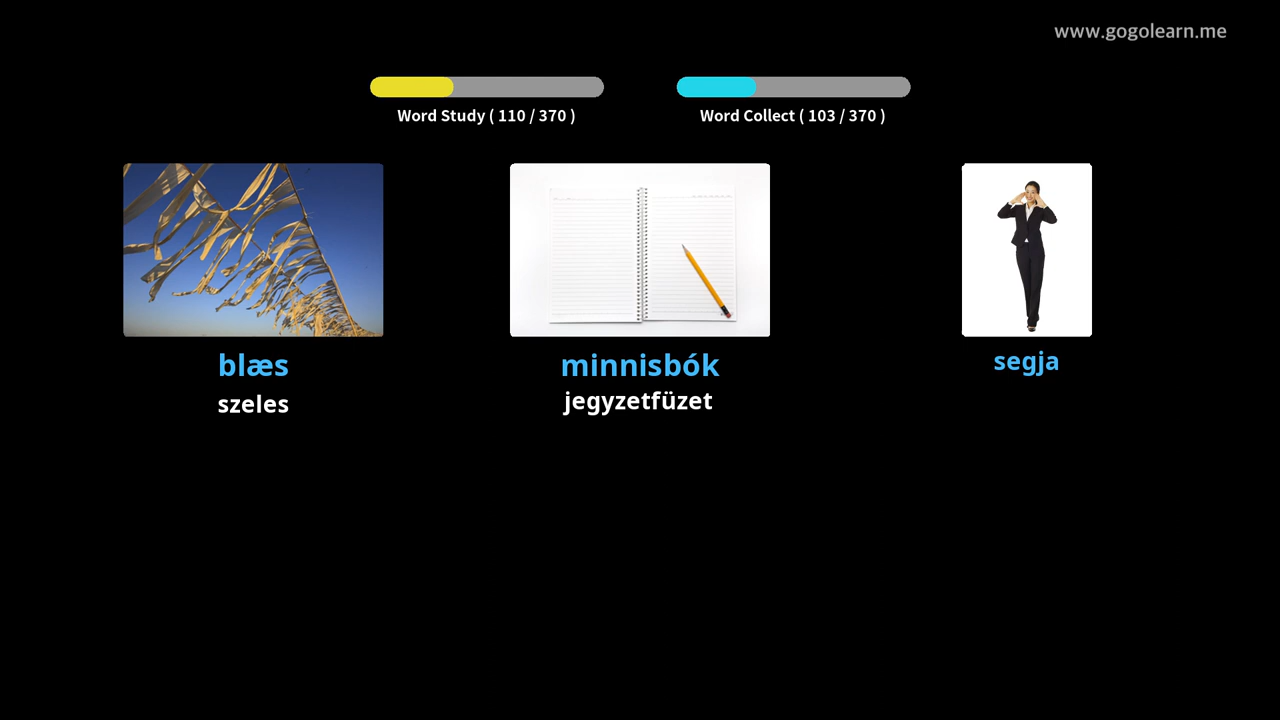 www.gogolearn.me
Word Study ( 110 / 370 )
Word Collect ( 103 / 370 )
blæs
minnisbók
segja
szeles
jegyzetfüzet